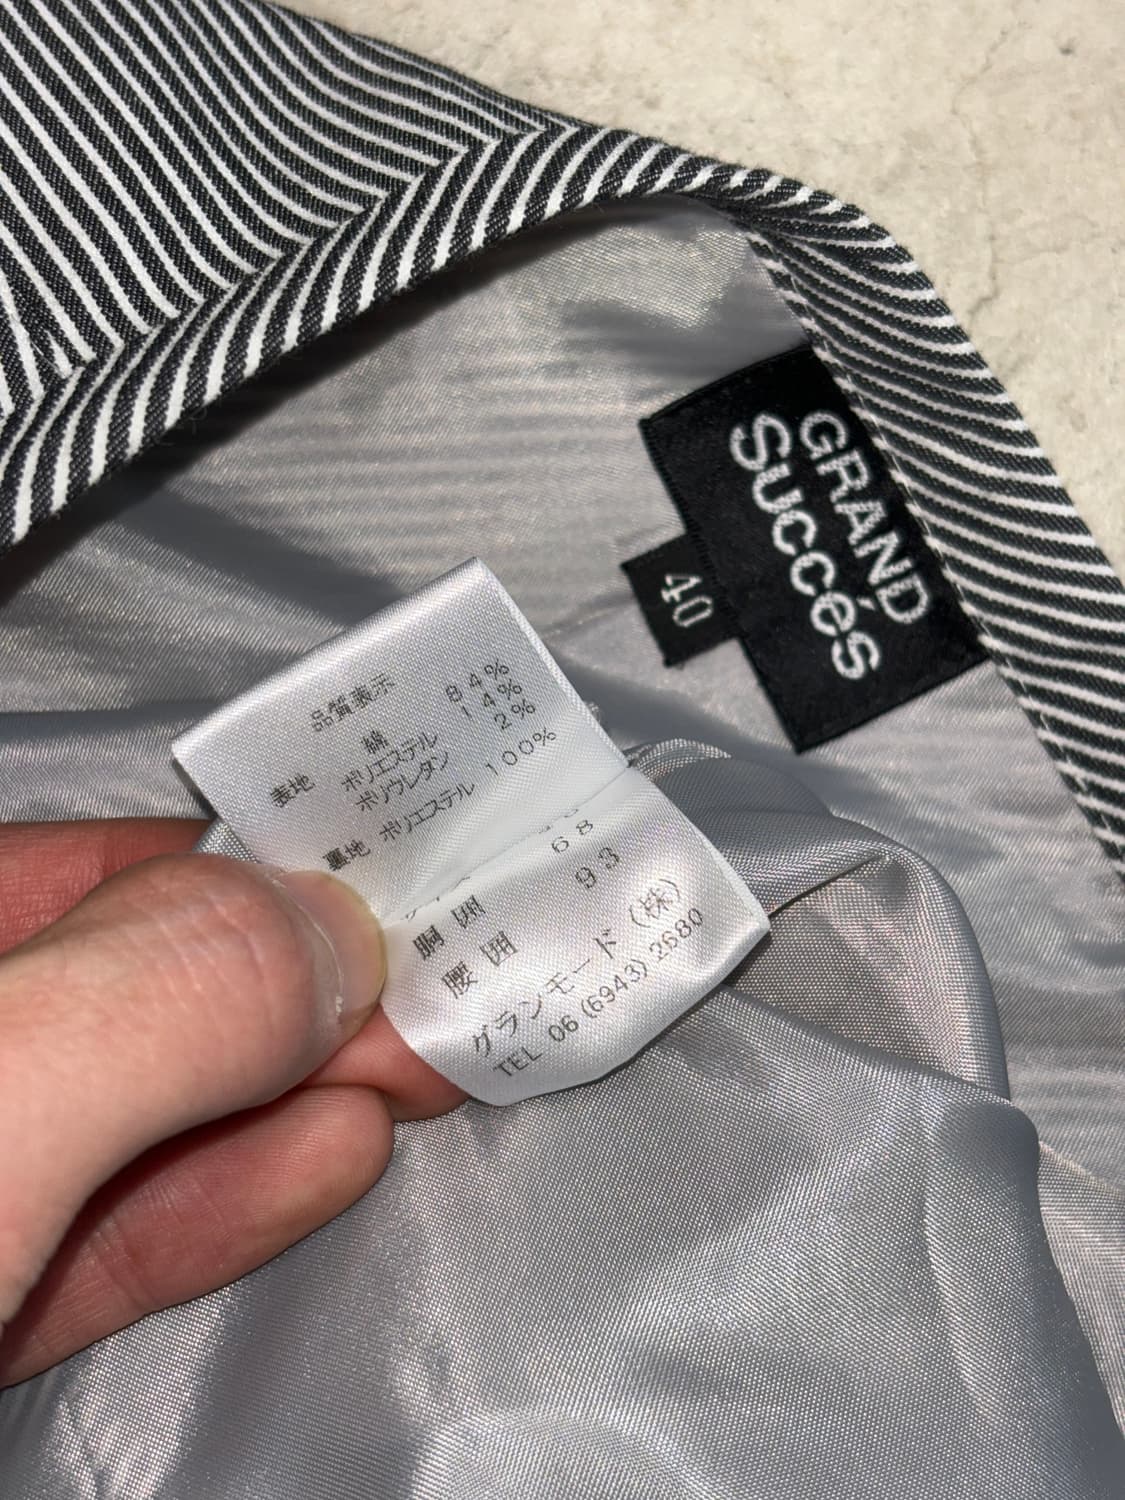 GRAND
Succés
40
品質表示
綿 84%
表地 ポリエステル 14%
ポリウレタン 2%
裏地 ポリエステル 100%
胴囲 68
腰囲 93
グランモード(株)
TEL 06(6943)2680